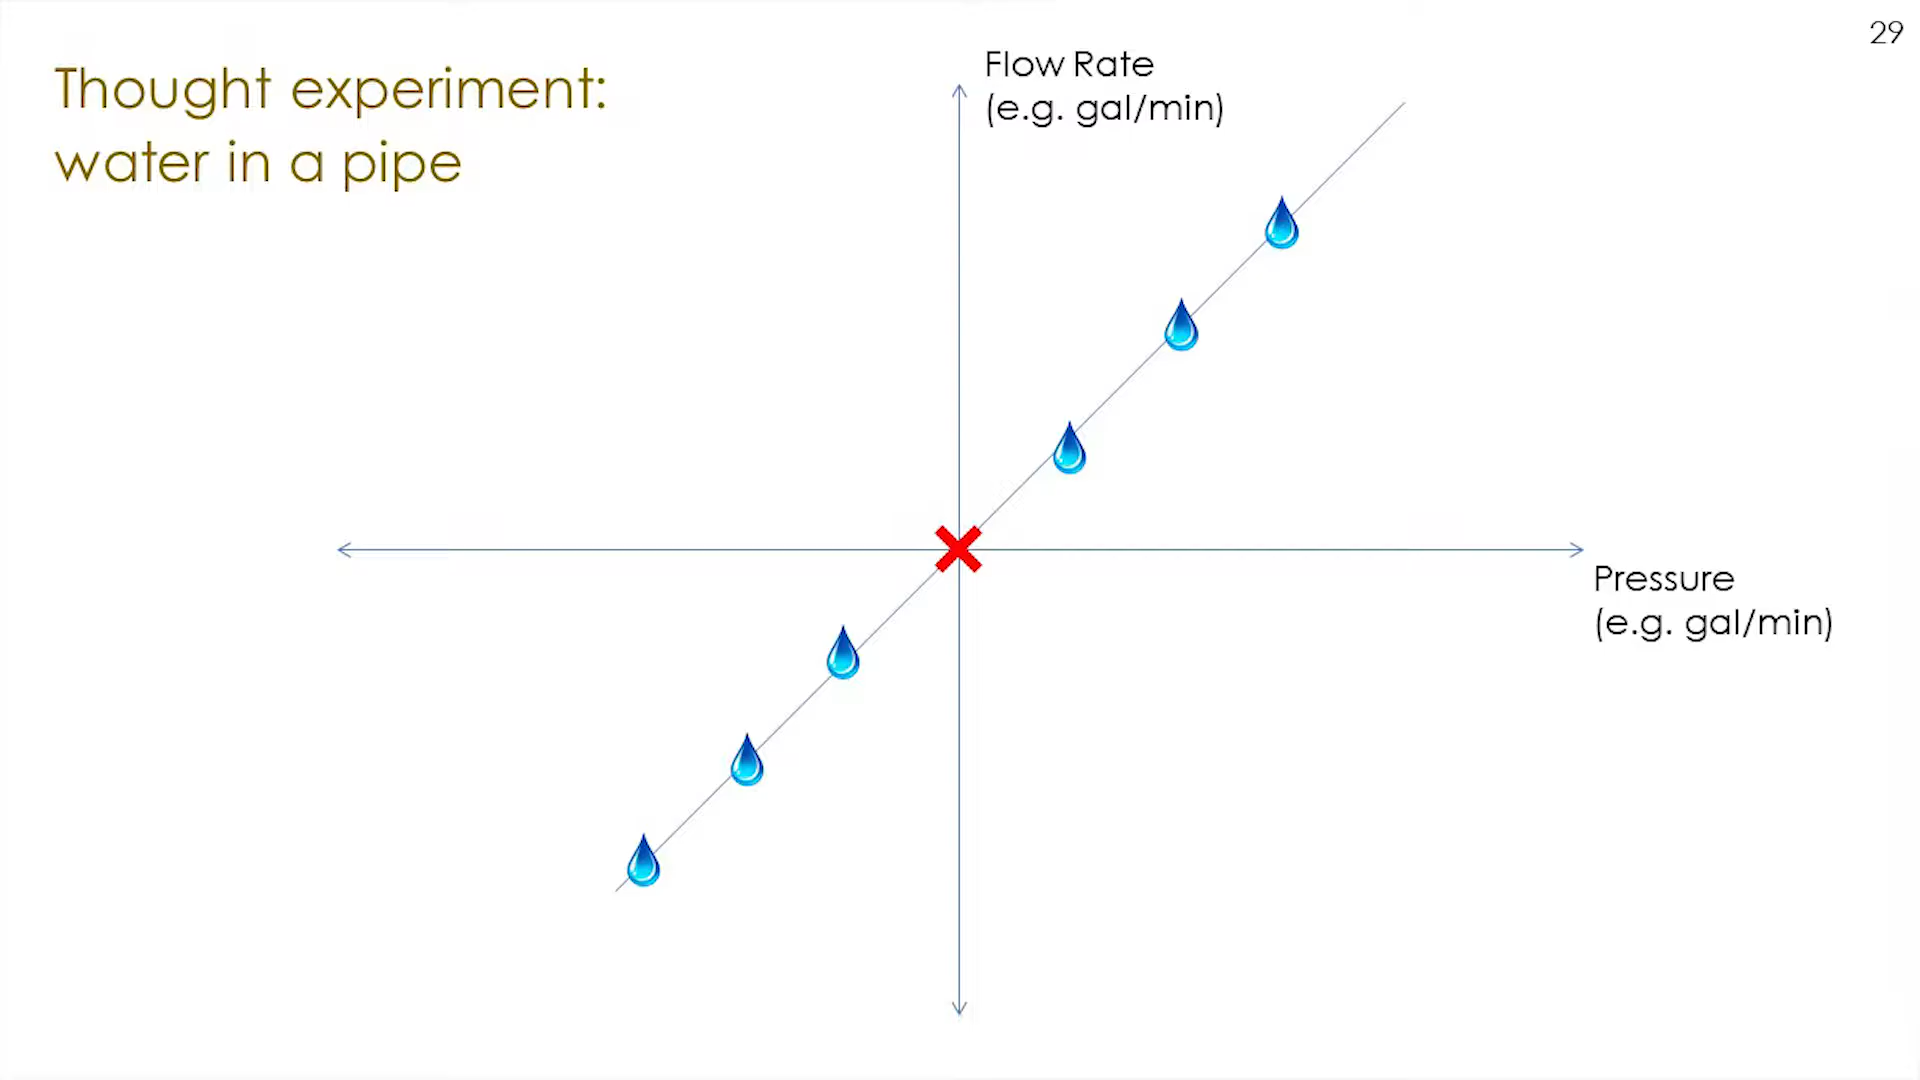 29
Thought experiment:
water in a pipe
Flow Rate
(e.g. gal/min)
Pressure
(e.g. gal/min)